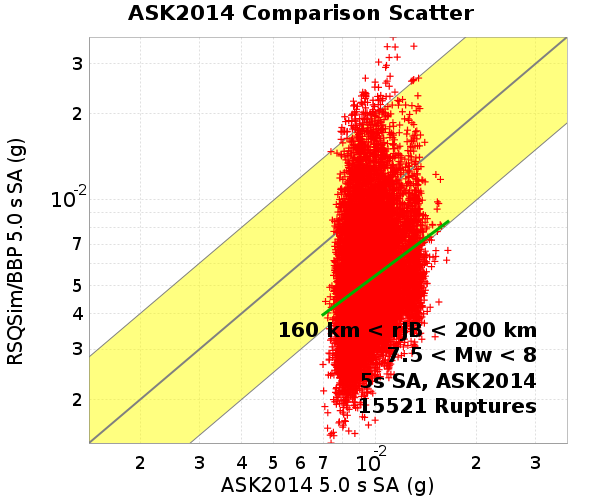 ASK2014 Comparison Scatter
RSQSim/BBP 5.0 s SA (g)
3
2
10-2
7
5
4
3
2
160 km < rJB < 200 km
7.5 < Mw < 8
5s SA, ASK2014
15521 Ruptures
2 3 4 5 6 7 10-2 2 3
ASK2014 5.0 s SA (g)